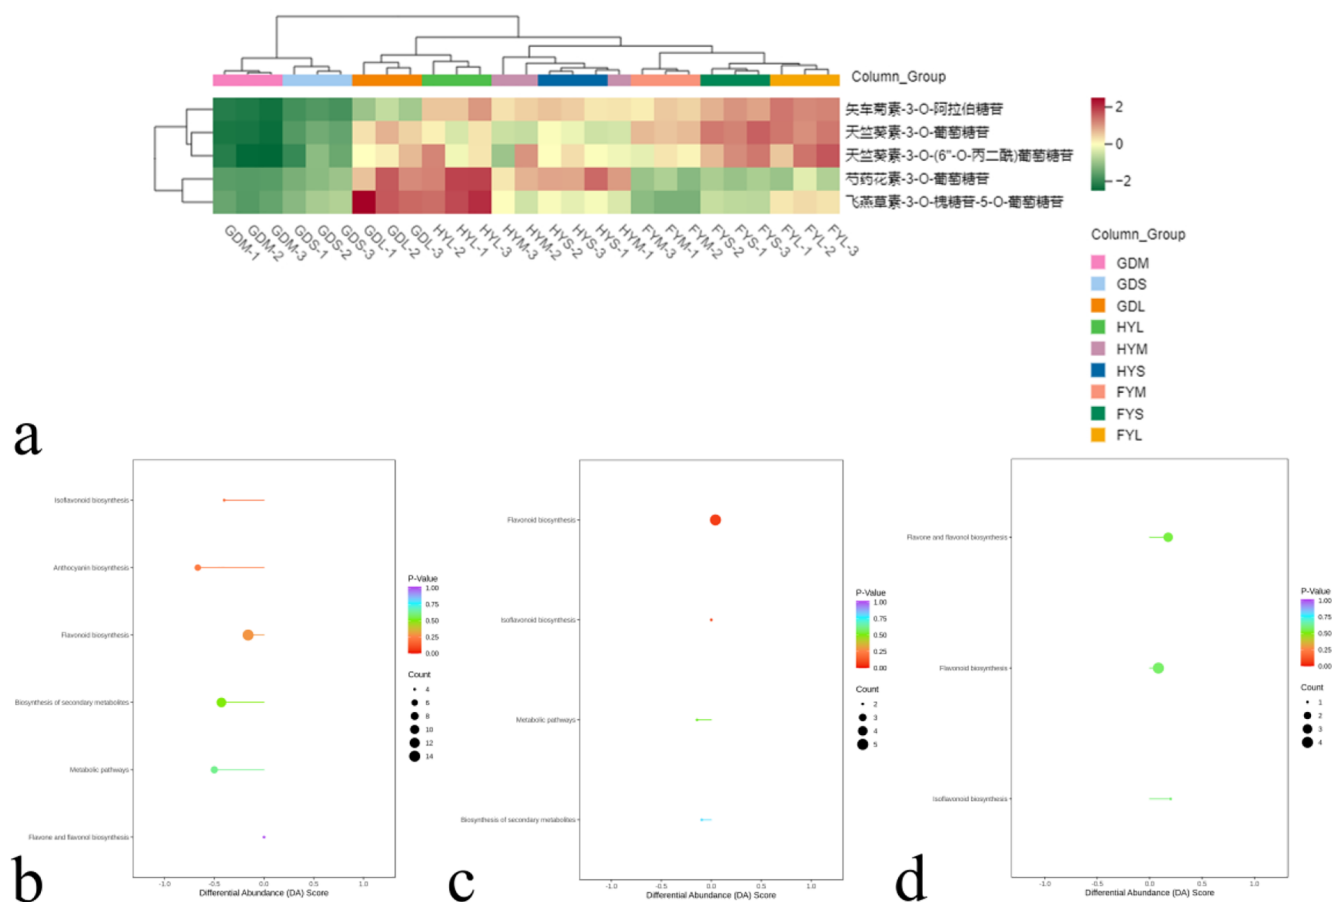 Column_Group
矢车菊素-3-O-阿拉伯糖苷
天竺葵素-3-O-葡萄糖苷
天竺葵素-3-O-(6"-O-丙二酰)葡萄糖苷
芍药花素-3-O-葡萄糖苷
飞燕草素-3-O-槐糖苷-5-O-葡萄糖苷
2
0
−2
GDM-1
GDM-2
GDM-3
GDS-1
GDS-2
GDS-3
GDL-1
GDL-2
GDL-3
HYL-2
HYL-1
HYL-3
HYM-3
HYM-2
HYS-2
HYS-3
HYS-1
HYM-1
FYM-3
FYM-1
FYM-2
FYS-2
FYS-1
FYS-3
FYL-1
FYL-2
FYL-3
Column_Group
GDM
GDS
GDL
HYL
HYM
HYS
FYM
FYS
FYL
a
Isoflavonoid biosynthesis
Anthocyanin biosynthesis
Flavonoid biosynthesis
Biosynthesis of secondary metabolites
Metabolic pathways
Flavone and flavonol biosynthesis
-1.0 -0.5 0.0 0.5 1.0
Differential Abundance (DA) Score
P-Value
1.00
0.75
0.50
0.25
0.00
Count
4
6
8
10
12
14
b
Flavonoid biosynthesis
Isoflavonoid biosynthesis
Metabolic pathways
Biosynthesis of secondary metabolites
-1.0 -0.5 0.0 0.5 1.0
Differential Abundance (DA) Score
P-Value
1.00
0.75
0.50
0.25
0.00
Count
2
3
4
5
c
Flavone and flavonol biosynthesis
Flavonoid biosynthesis
Isoflavonoid biosynthesis
-1.0 -0.5 0.0 0.5 1.0
Differential Abundance (DA) Score
P-Value
1.00
0.75
0.50
0.25
0.00
Count
1
2
3
4
d